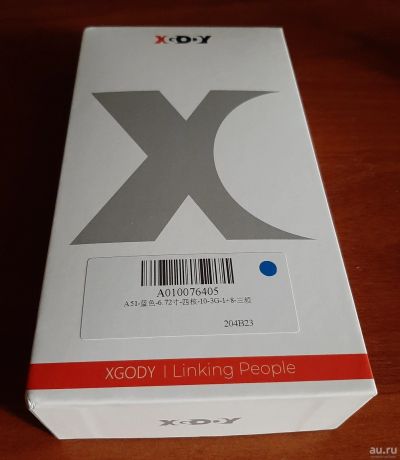 XGODY
X
A010076405
A51-蓝色-6.72寸-四核-10-3G-1+8-三频
204B23
XGODY | Linking People
XGODY
au.ru